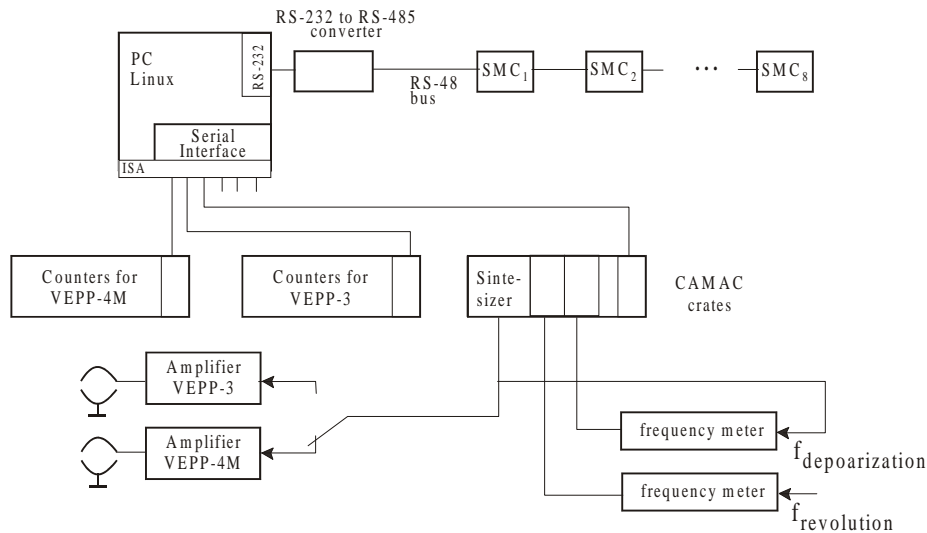 RS-232 to RS-485
converter
PC
Linux
RS-232
SMC1
SMC2
...
SMC8
RS-48
bus
Serial
Interface
ISA
Counters for
VEPP-4M
Counters for
VEPP-3
Sinte-
sizer
CAMAC
crates
Amplifier
VEPP-3
Amplifier
VEPP-4M
frequency meter
f depoarization
frequency meter
f revolution